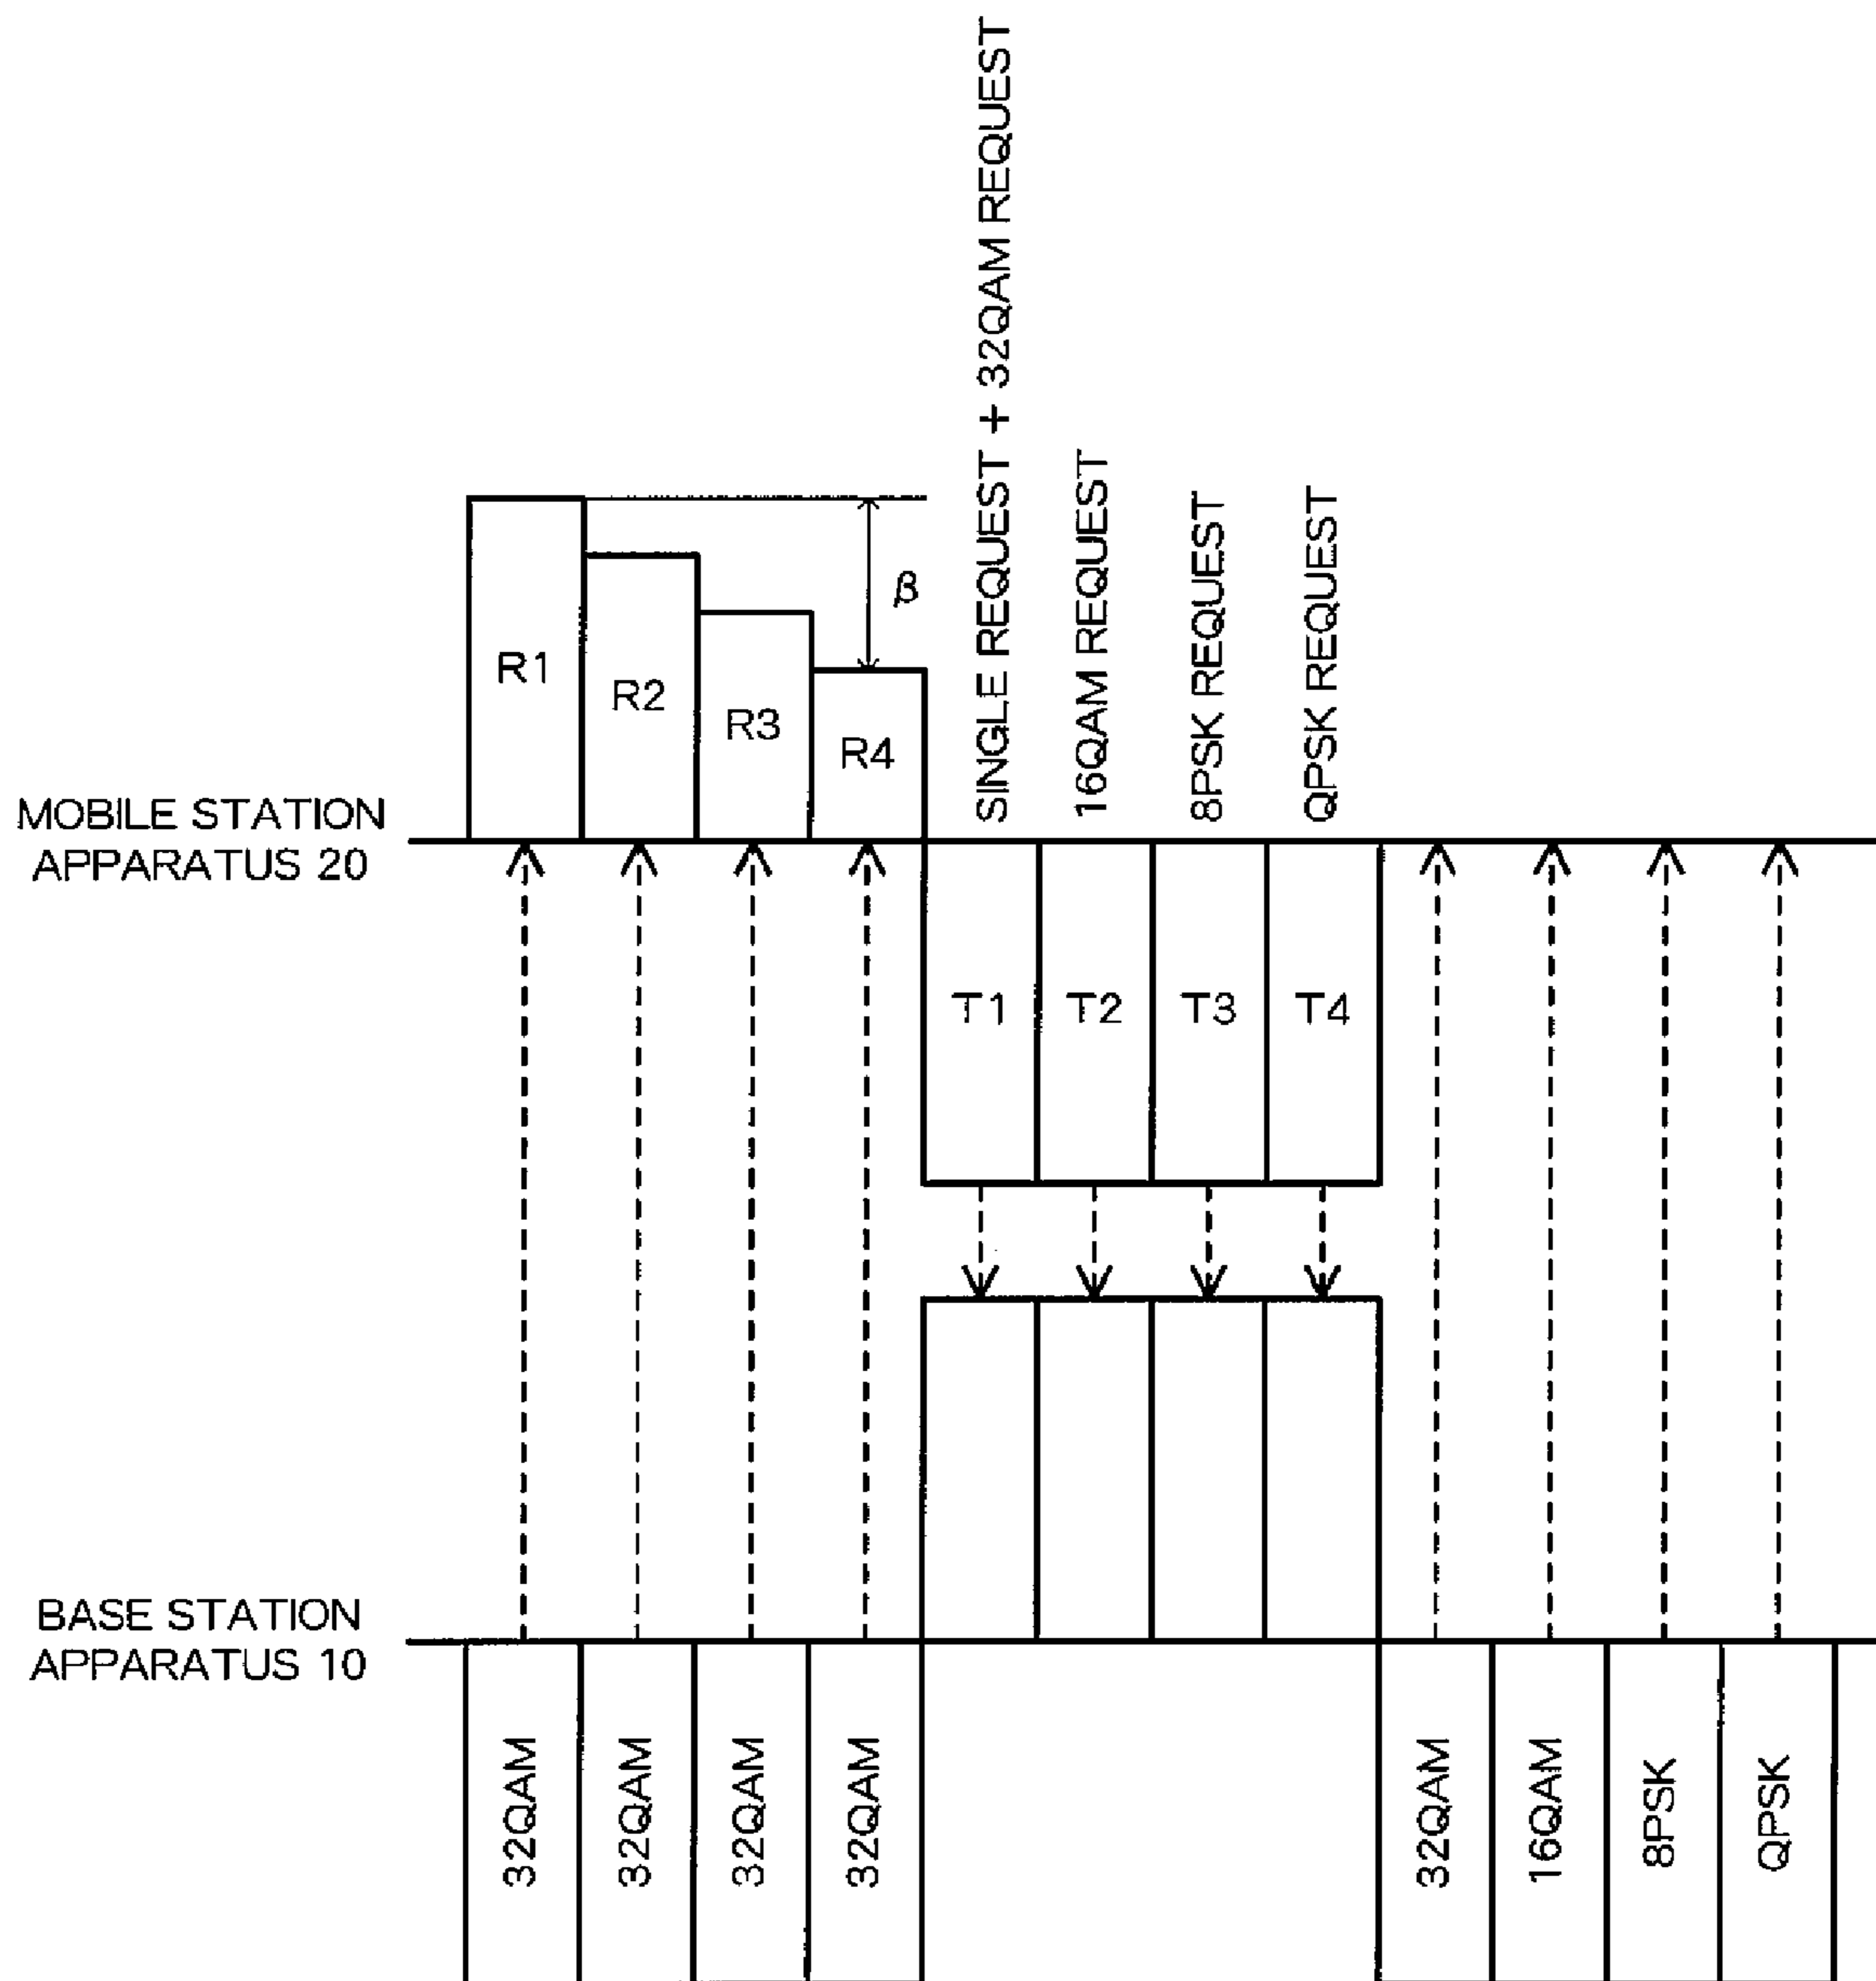 SINGLE REQUEST + 32QAM REQUEST
16QAM REQUEST
8PSK REQUEST
QPSK REQUEST
β
R1
R2
R3
R4
MOBILE STATION
APPARATUS 20
T1
T2
T3
T4
BASE STATION
APPARATUS 10
32QAM
32QAM
32QAM
32QAM
32QAM
16QAM
8PSK
QPSK